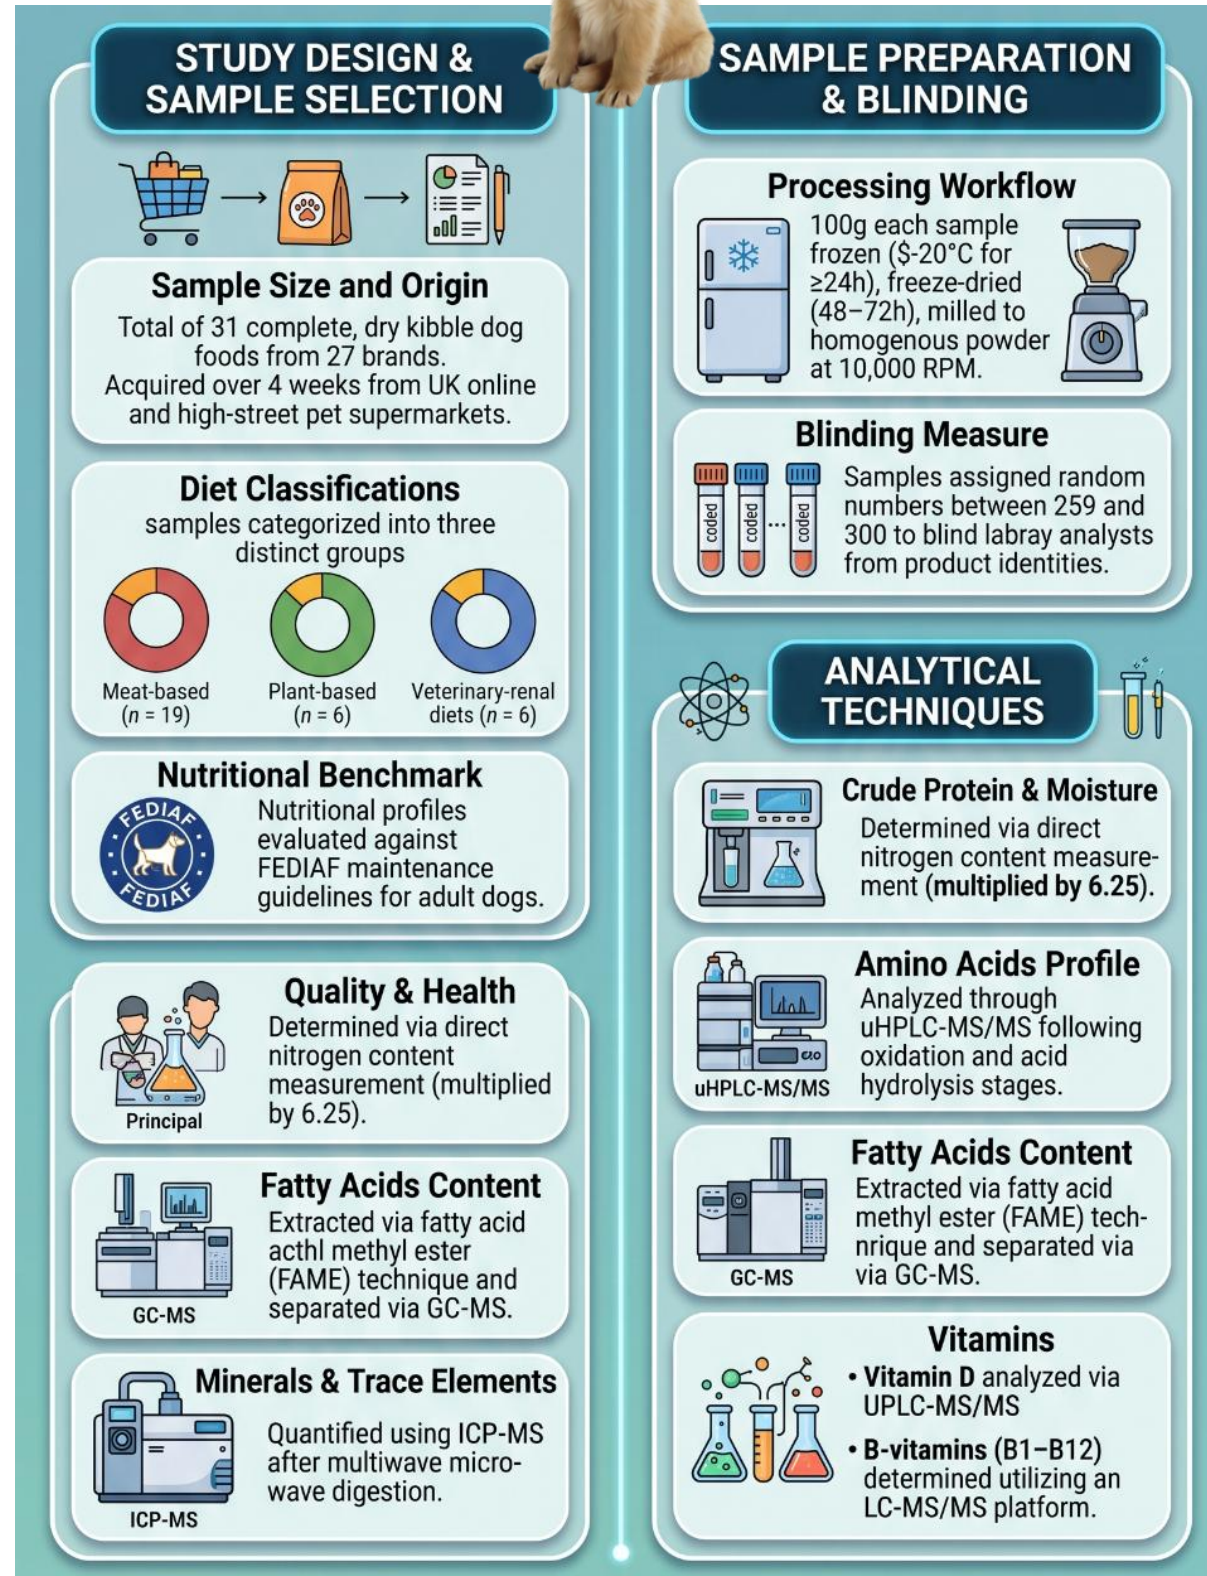 STUDY DESIGN &
SAMPLE SELECTION
Sample Size and Origin
Total of 31 complete, dry kibble dog
foods from 27 brands.
Acquired over 4 weeks from UK online
and high-street pet supermarkets.
Diet Classifications
samples categorized into three
distinct groups
Meat-based
(n = 19)
Plant-based
(n = 6)
Veterinary-renal
diets (n = 6)
Nutritional Benchmark
FEDIAF
FEDIAF
Nutritional profiles
evaluated against
FEDIAF maintenance
guidelines for adult dogs.
Quality & Health
Determined via direct
nitrogen content
measurement (multiplied
by 6.25).
Principal
Fatty Acids Content
Extracted via fatty acid
acthl methyl ester
(FAME) technique and
separated via GC-MS.
GC-MS
Minerals & Trace Elements
Quantified using ICP-MS
after multiwave micro-
wave digestion.
ICP-MS
SAMPLE PREPARATION
& BLINDING
Processing Workflow
100g each sample
frozen ($-20°C for
≥24h), freeze-dried
(48–72h), milled to
homogenous powder
at 10,000 RPM.
Blinding Measure
coded
coded
...
coded
Samples assigned random
numbers between 259 and
300 to blind labray analysts
from product identities.
ANALYTICAL
TECHNIQUES
Crude Protein & Moisture
Determined via direct
nitrogen content measure-
ment (multiplied by 6.25).
Amino Acids Profile
Analyzed through
uHPLC-MS/MS following
oxidation and acid
hydrolysis stages.
uHPLC-MS/MS
Fatty Acids Content
Extracted via fatty acid
methyl ester (FAME) tech-
nrique and separated via
via GC-MS.
GC-MS
Vitamins
• Vitamin D analyzed via
UPLC-MS/MS
• B-vitamins (B1–B12)
determined utilizing an
LC-MS/MS platform.